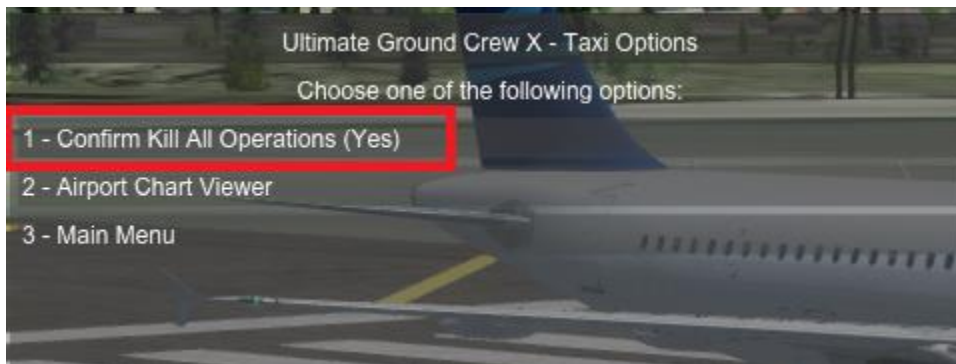 Ultimate Ground Crew X - Taxi Options
Choose one of the following options:
1 - Confirm Kill All Operations (Yes)
2 - Airport Chart Viewer
3 - Main Menu